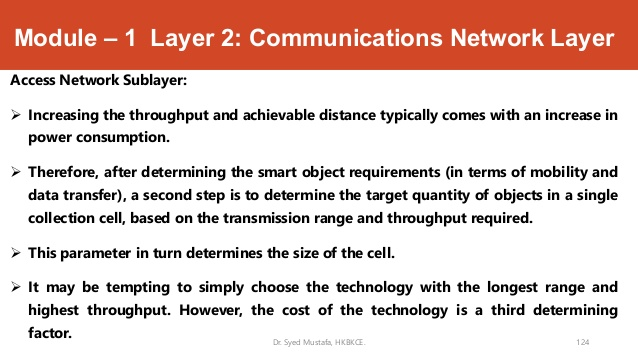 Module – 1 Layer 2: Communications Network Layer
Access Network Sublayer:
➢ Increasing the throughput and achievable distance typically comes with an increase in
power consumption.
➢ Therefore, after determining the smart object requirements (in terms of mobility and
data transfer), a second step is to determine the target quantity of objects in a single
collection cell, based on the transmission range and throughput required.
➢ This parameter in turn determines the size of the cell.
➢ It may be tempting to simply choose the technology with the longest range and
highest throughput. However, the cost of the technology is a third determining
factor.
Dr. Syed Mustafa, HKBKCE. 124